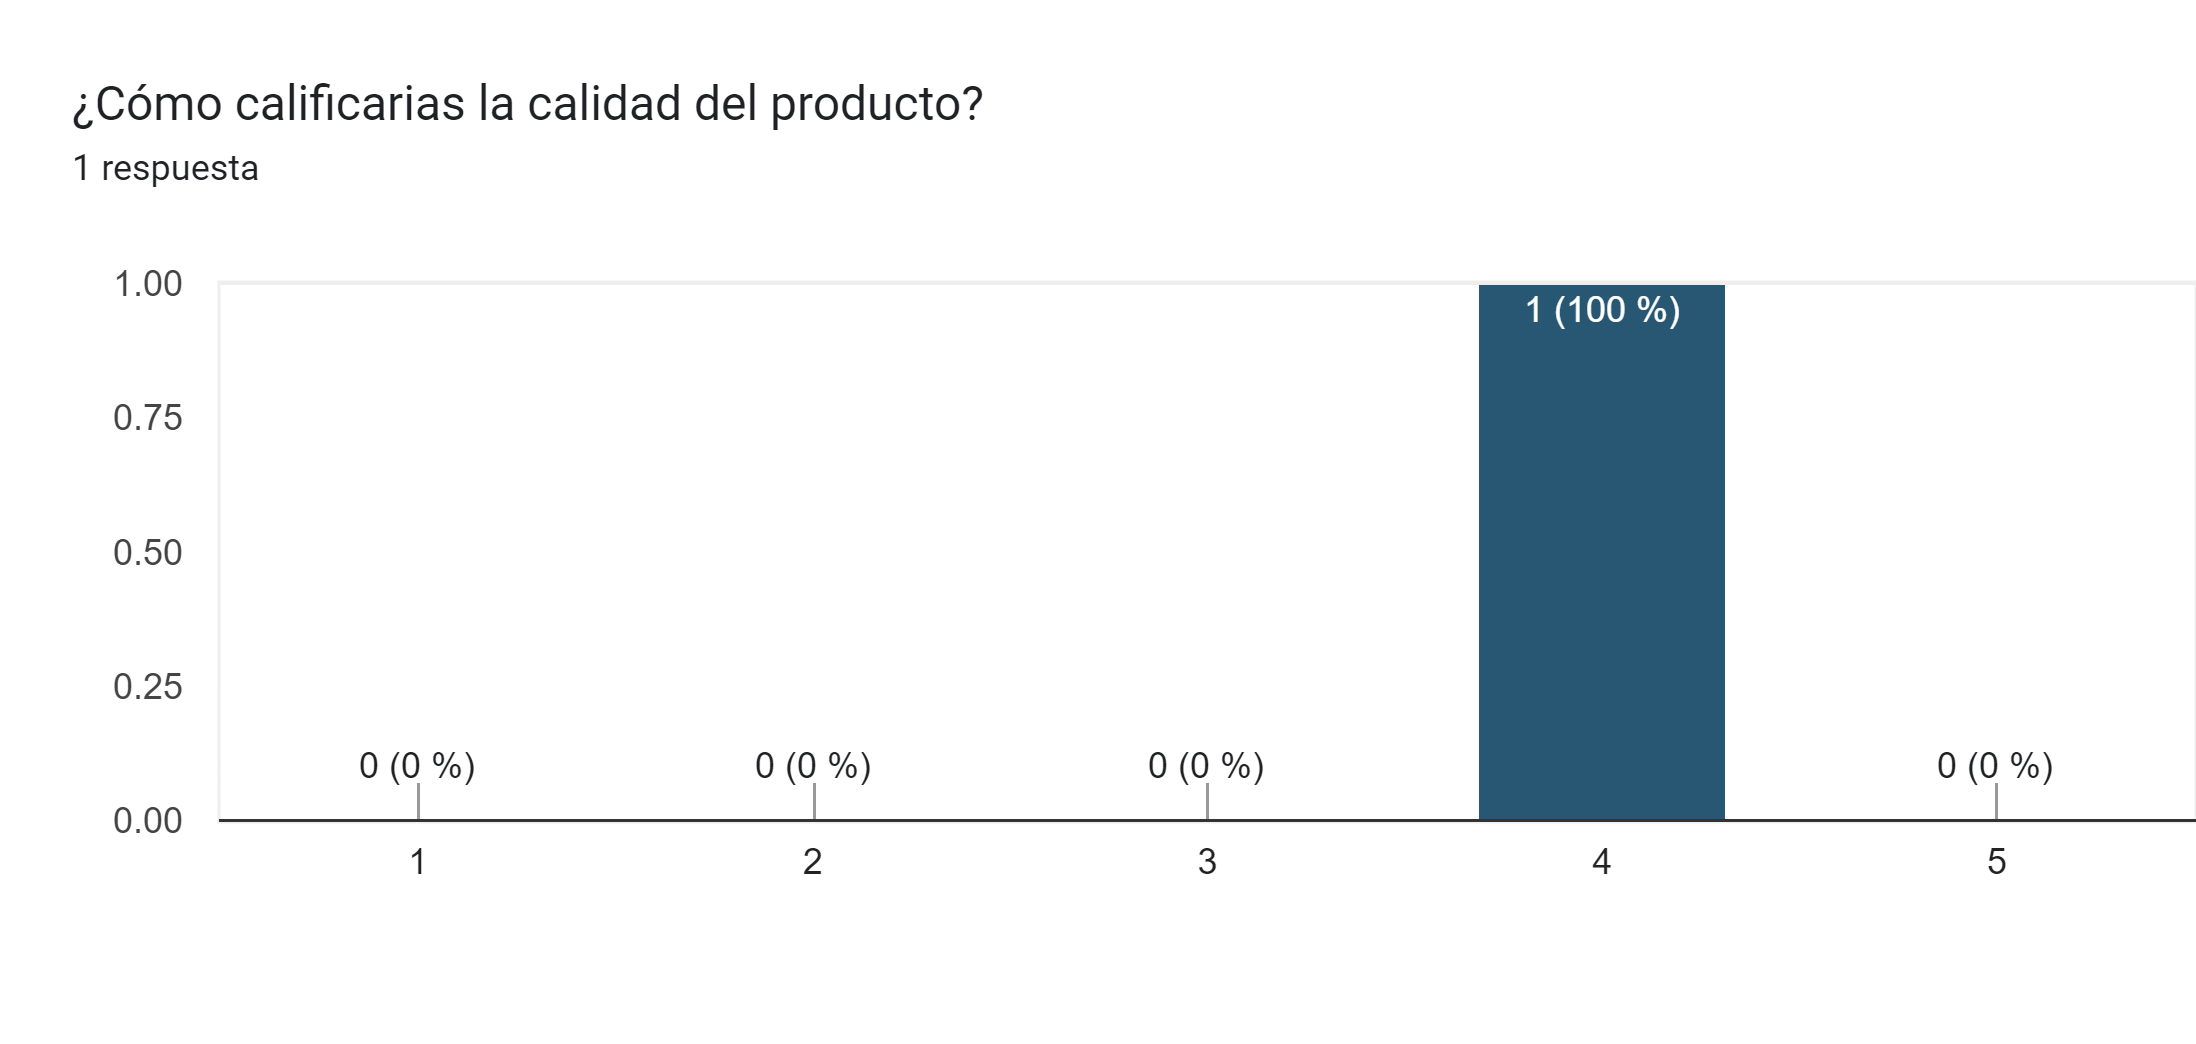 ¿Cómo calificarias la calidad del producto?
1 respuesta
1.00
0.75
0.50
0.25
0.00
0 (0 %)
0 (0 %)
0 (0 %)
1 (100 %)
0 (0 %)
1
2
3
4
5